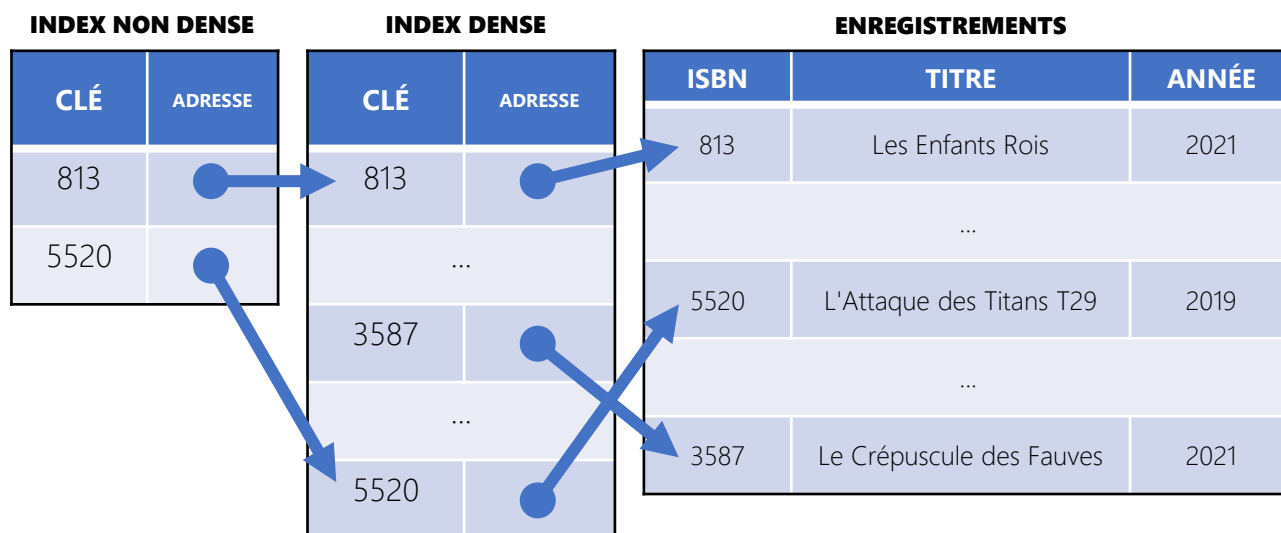 INDEX NON DENSE
CLÉ ADRESSE
813
5520
INDEX DENSE
CLÉ ADRESSE
813
...
3587
...
5520
ENREGISTREMENTS
ISBN TITRE ANNÉE
813 Les Enfants Rois 2021
...
5520 L'Attaque des Titans T29 2019
...
3587 Le Crépuscule des Fauves 2021